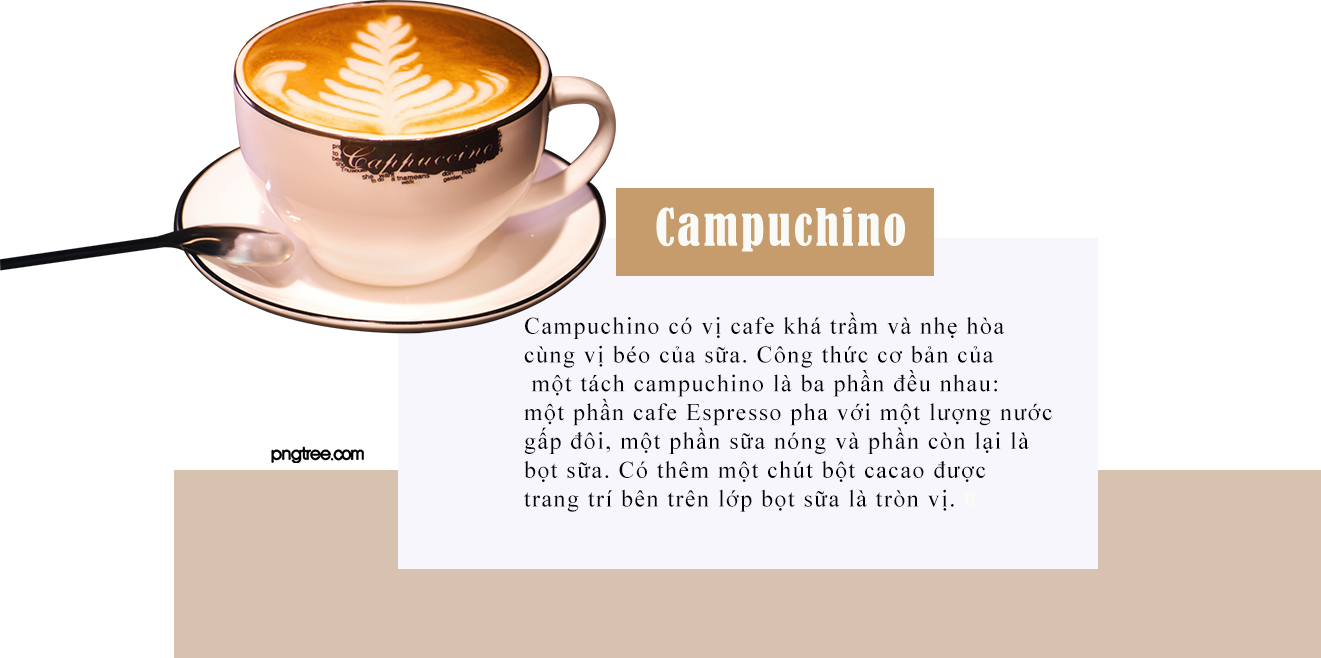 Cappuccino
Campuchino
Campuchino có vị cafe khá trầm và nhẹ hòa
cùng vị béo của sữa. Công thức cơ bản của
một tách campuchino là ba phần đều nhau:
một phần cafe Espresso pha với một lượng nước
gấp đôi, một phần sữa nóng và phần còn lại là
bọt sữa. Có thêm một chút bột cacao được
trang trí bên trên lớp bọt sữa là tròn vị.
pngtree.com